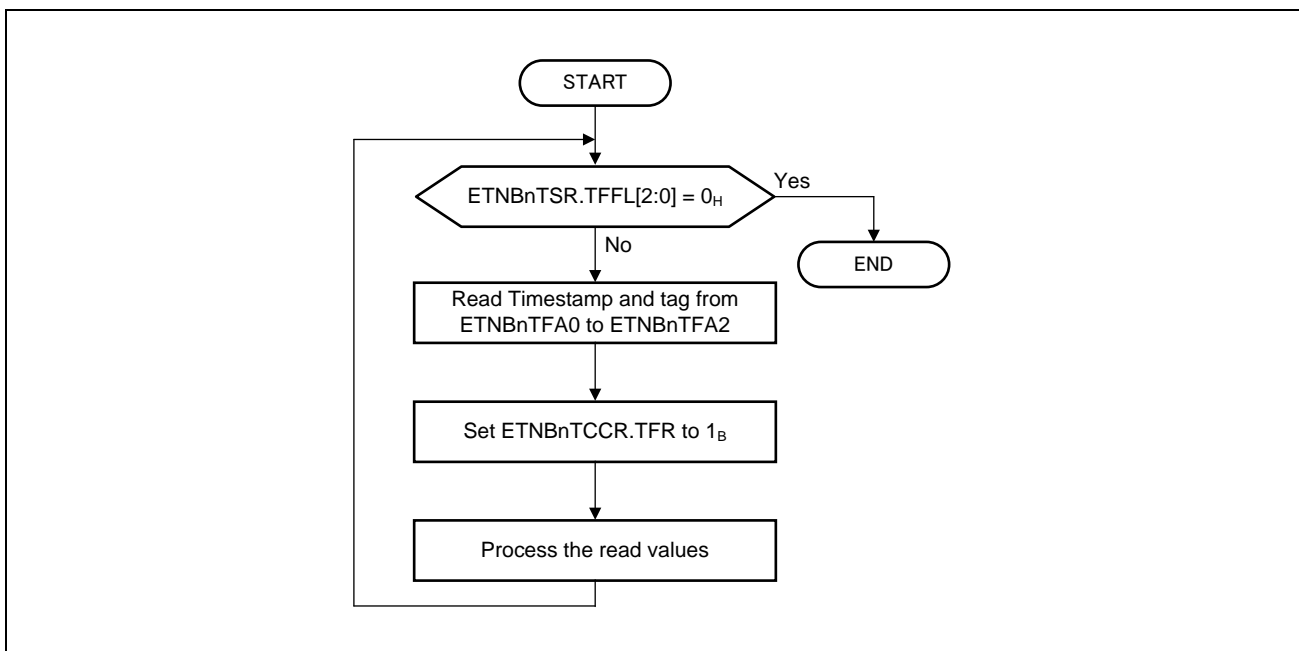 START
ETNBnTSR.TFFL[2:0] = 0H
Yes
No
END
Read Timestamp and tag from
ETNBnTFA0 to ETNBnTFA2
Set ETNBnTCCR.TFR to 1B
Process the read values